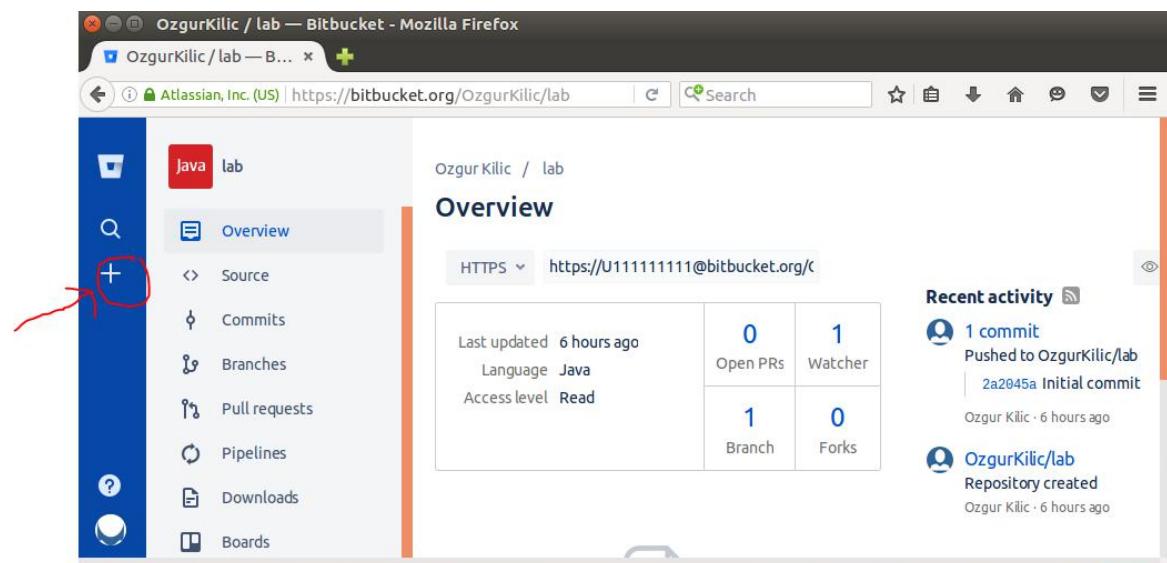 OzgurKilic / lab — Bitbucket - Mozilla Firefox
OzgurKilic / lab — B...
Atlassian, Inc. (US) https://bitbucket.org/OzgurKilic/lab
Search
Java lab
Overview
Source
Commits
Branches
Pull requests
Pipelines
Downloads
Boards
Ozgur Kilic / lab
Overview
HTTPS https://U111111111@bitbucket.org/
Last updated 6 hours ago
Language Java
Access level Read
0 Open PRs
1 Watcher
1 Branch
0 Forks
Recent activity
1 commit
Pushed to OzgurKilic/lab
2a2045a Initial commit
Ozgur Kilic · 6 hours ago
OzgurKilic/lab
Repository created
Ozgur Kilic · 6 hours ago